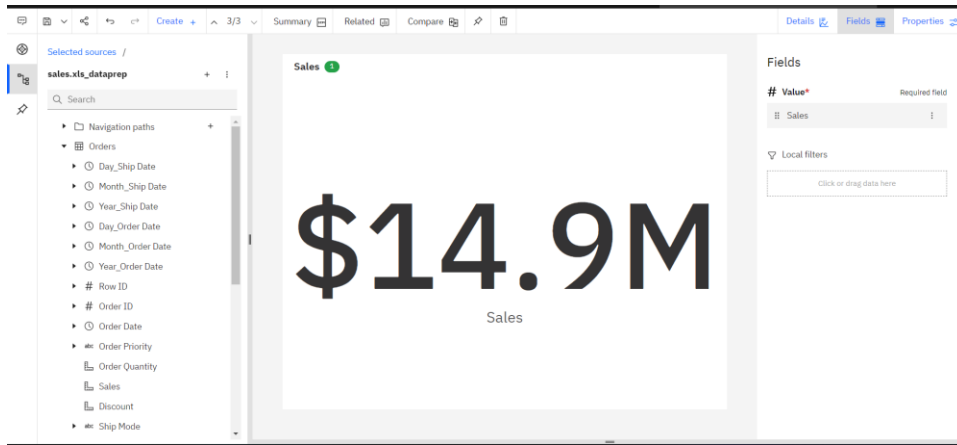 Create + 3/3 Summary Related Compare Details Fields Properties
Selected sources /
sales.xls_dataprep
Search
Navigation paths +
Orders
Day_Ship Date
Month_Ship Date
Year_Ship Date
Day_Order Date
Month_Order Date
Year_Order Date
# Row ID
# Order ID
Order Date
abc Order Priority
Order Quantity
Sales
Discount
abc Ship Mode
Sales 1
$14.9M
Sales
Fields
# Value* Required field
Sales
Local filters
Click or drag data here